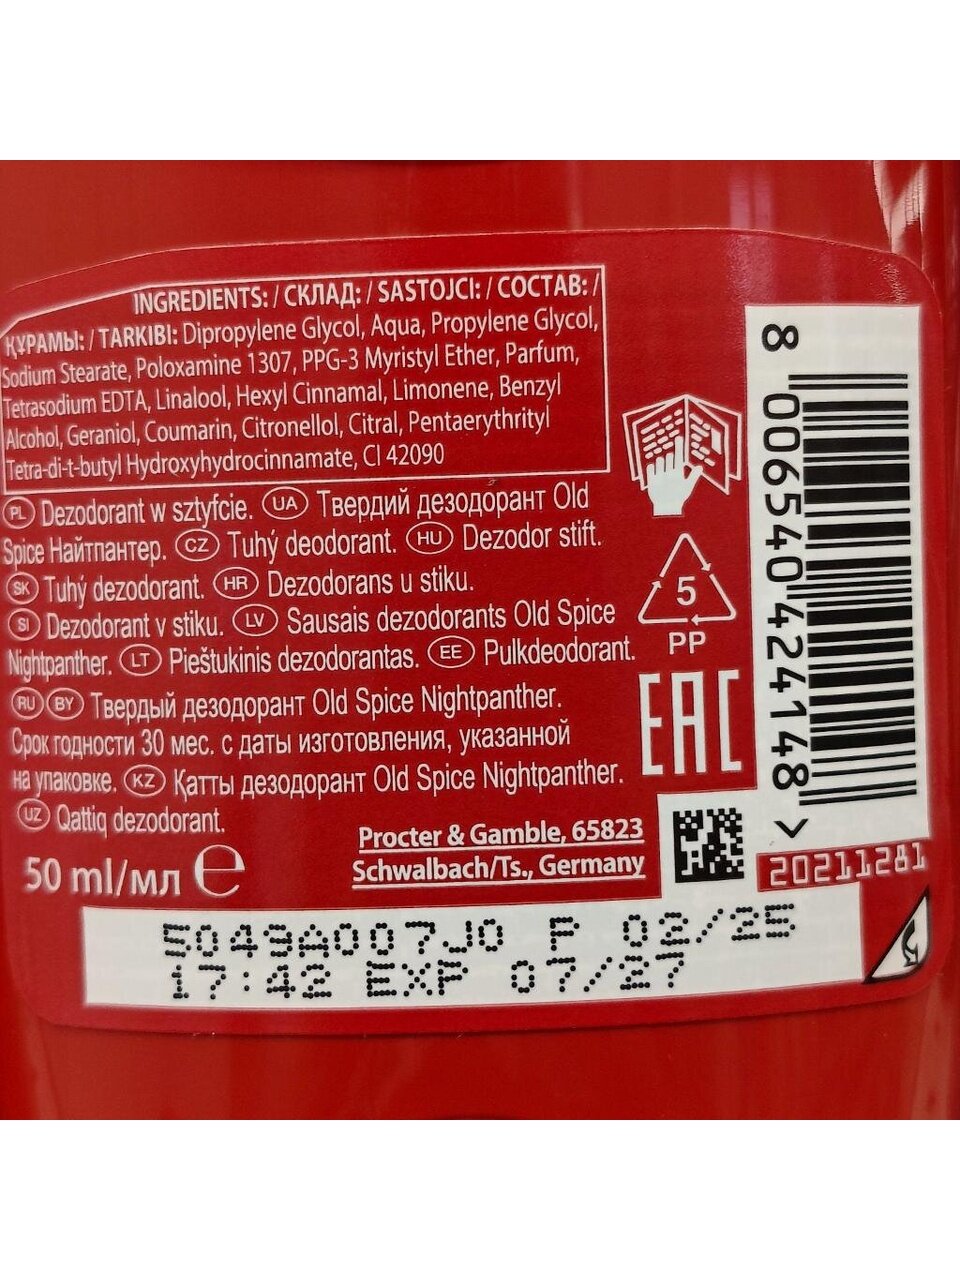 INGREDIENTS: / СКЛАД: / SASTOJCI: / СОСТАВ: /
ҚҰРАМЫ: / TARKIBI: Dipropylene Glycol, Aqua, Propylene Glycol,
Sodium Stearate, Poloxamine 1307, PPG-3 Myristyl Ether, Parfum,
Tetrasodium EDTA, Linalool, Hexyl Cinnamal, Limonene, Benzyl
Alcohol, Geraniol, Coumarin, Citronellol, Citral, Pentaerythrityl
Tetra-di-t-butyl Hydroxyhydrocinnamate, CI 42090
PL Dezodorant w sztyfcie. UA Твердий дезодорант Old
Spice Найтпантер. CZ Tuhý deodorant. HU Dezodor stift.
SK Tuhý dezodorant. HR Dezodorans u stiku.
SI Dezodorant v stiku. LV Sausais dezodorants Old Spice
Nightpanther. LT Pieštukinis dezodorantas. EE Pulkdeodorant.
RU BY Твердый дезодорант Old Spice Nightpanther.
Срок годности 30 мес. с даты изготовления, указанной
на упаковке. KZ Қатты дезодорант Old Spice Nightpanther.
UZ Qattiq dezodorant.
50 ml/мл e
Procter & Gamble, 65823
Schwalbach/Ts., Germany
5
PP
EAC
8 006540 424148 >
20211281
5043A007J0 P 02/25
17:42 EXP 07/27